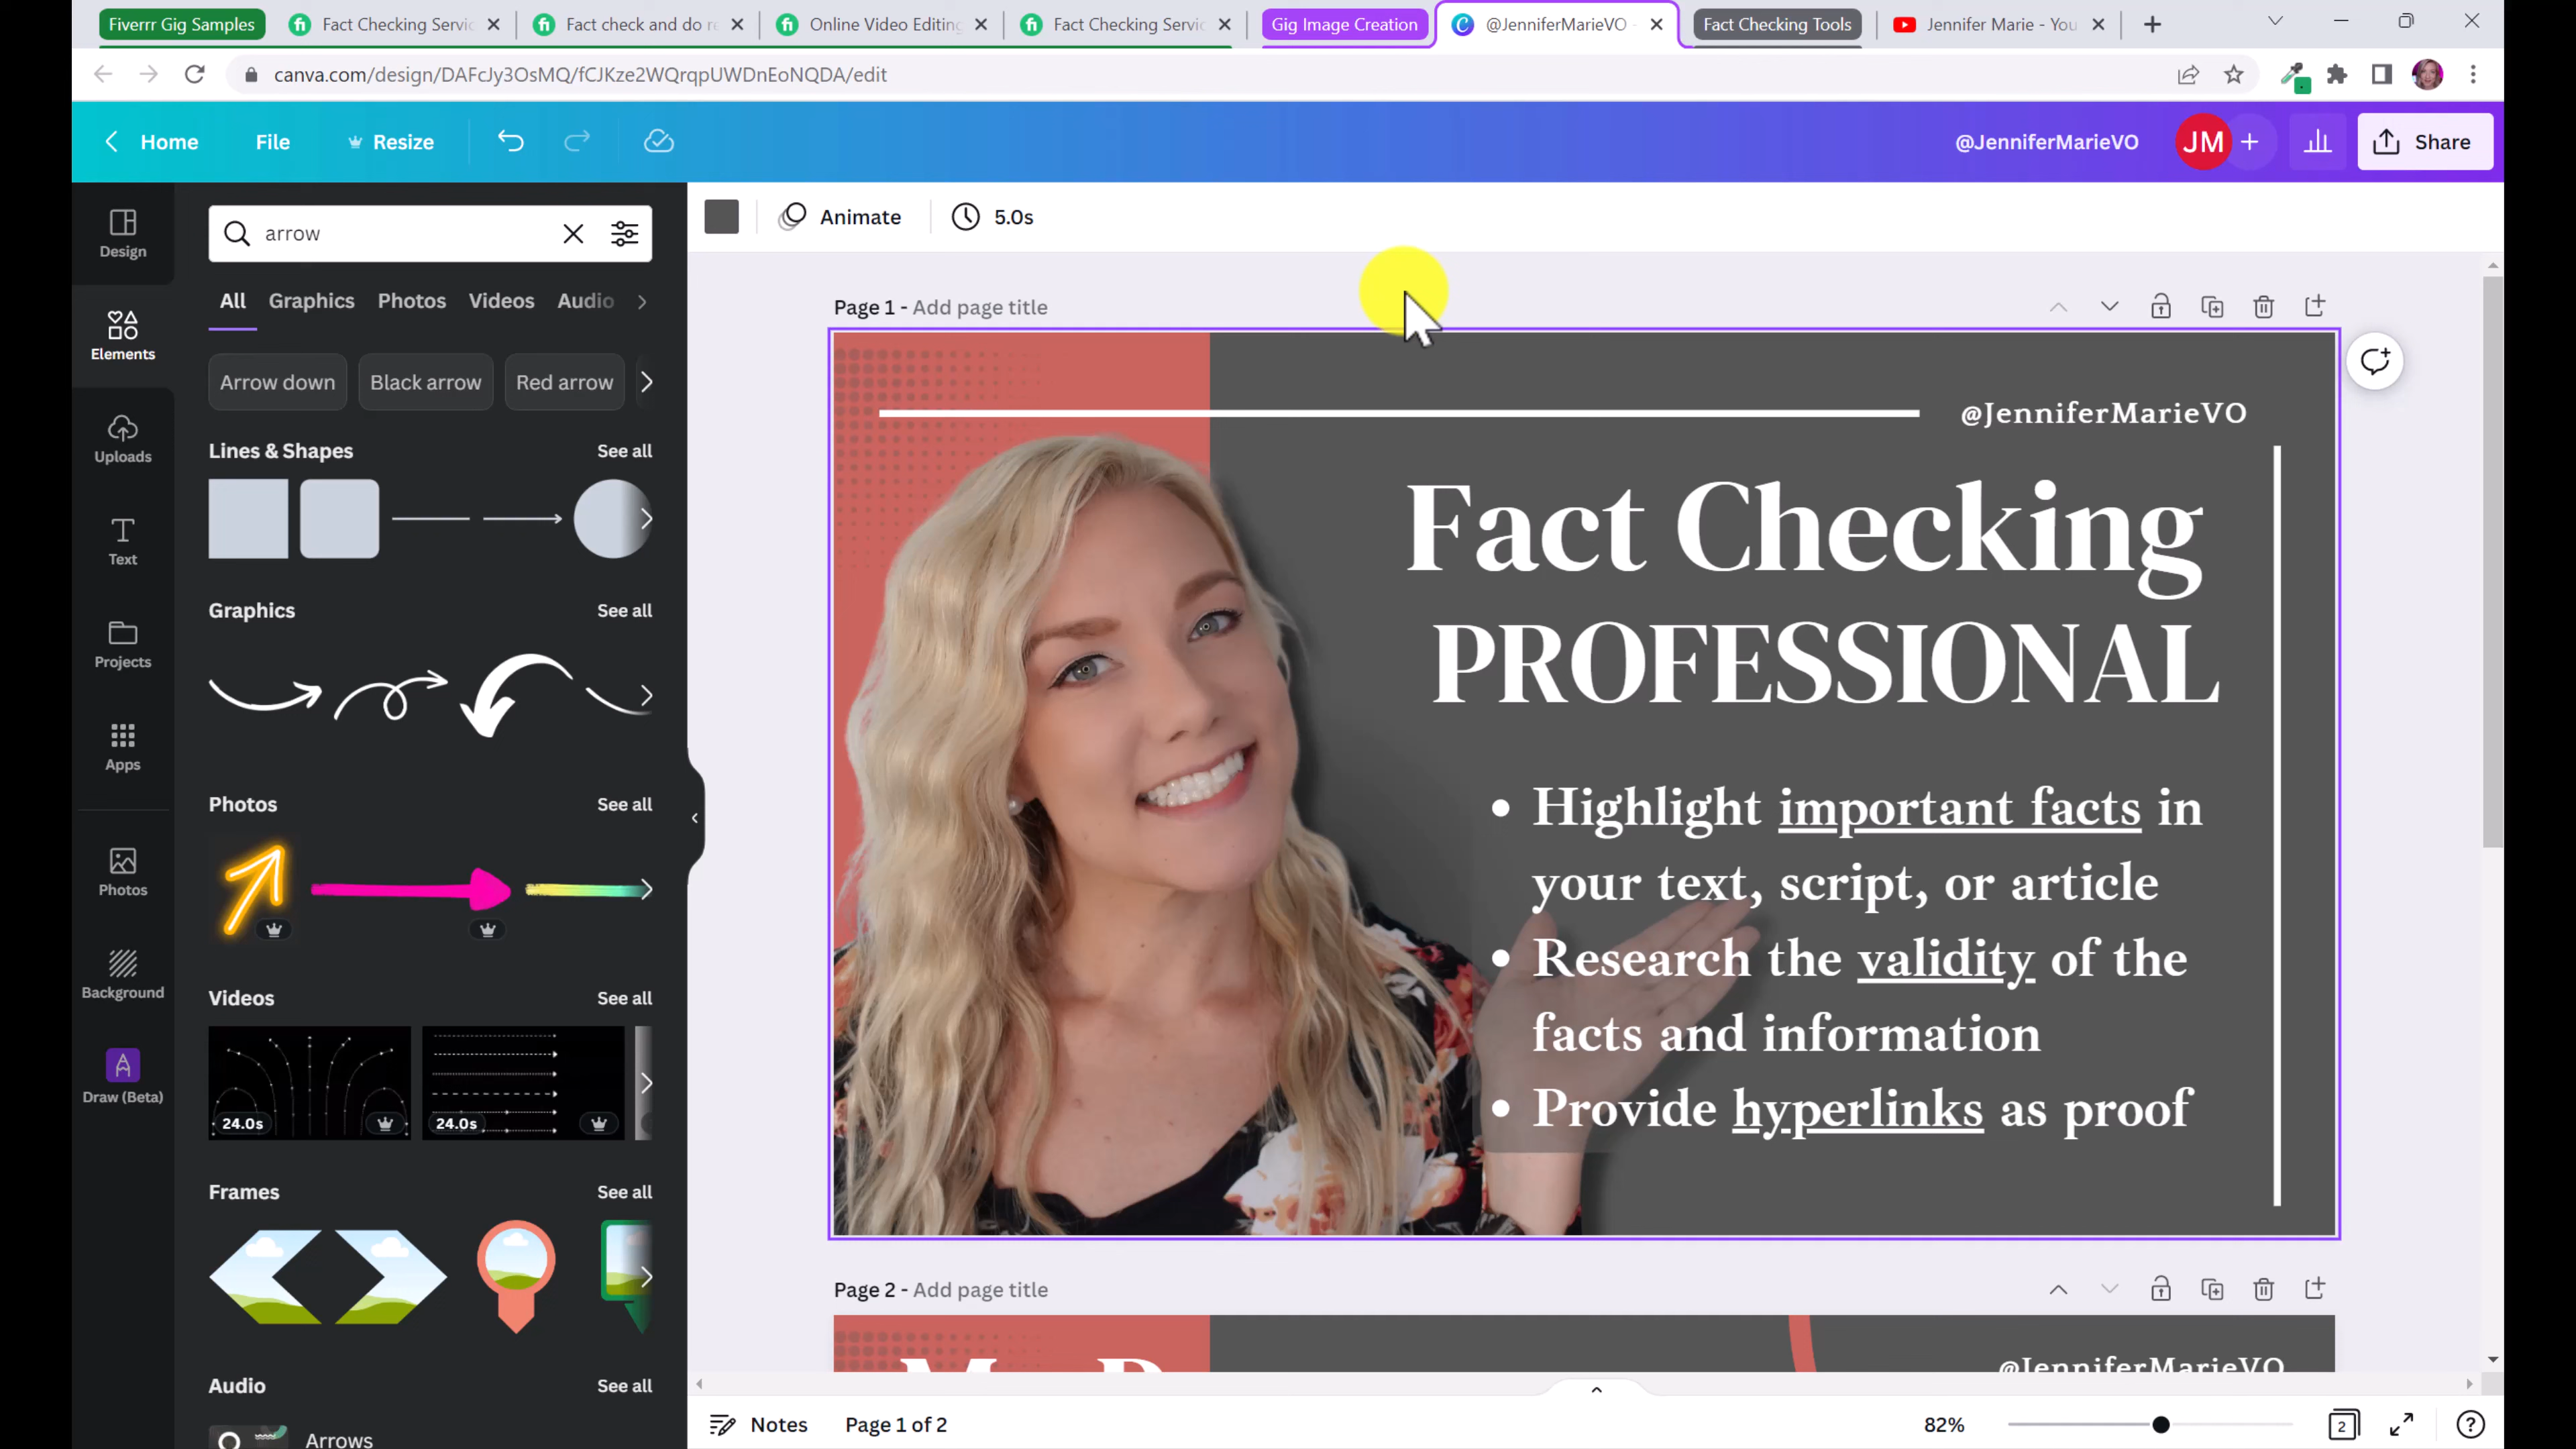 Fiverrr Gig Samples
Fact Checking Servic
Fact check and do re
Online Video Editing
Fact Checking Servic
Gig Image Creation
@JenniferMarieVO -
Fact Checking Tools
Jennifer Marie - You
canva.com/design/DAFcJy3OsMQ/fCJKze2WQrqpUWDnEoNQDA/edit
Home
File
Resize
@JenniferMarieVO
JM
Share
Design
Elements
Uploads
Text
Projects
Apps
Photos
Background
Draw (Beta)
arrow
All
Graphics
Photos
Videos
Audio
Arrow down
Black arrow
Red arrow
Lines & Shapes
See all
Graphics
See all
Photos
See all
Videos
See all
24.0s
24.0s
Frames
See all
Audio
See all
Arrows
Animate
5.0s
Page 1 - Add page title
@JenniferMarieVO
Fact Checking
PROFESSIONAL
• Highlight important facts in
your text, script, or article
• Research the validity of the
facts and information
• Provide hyperlinks as proof
Page 2 - Add page title
@JenniferMarieVO
Notes
Page 1 of 2
82%
2